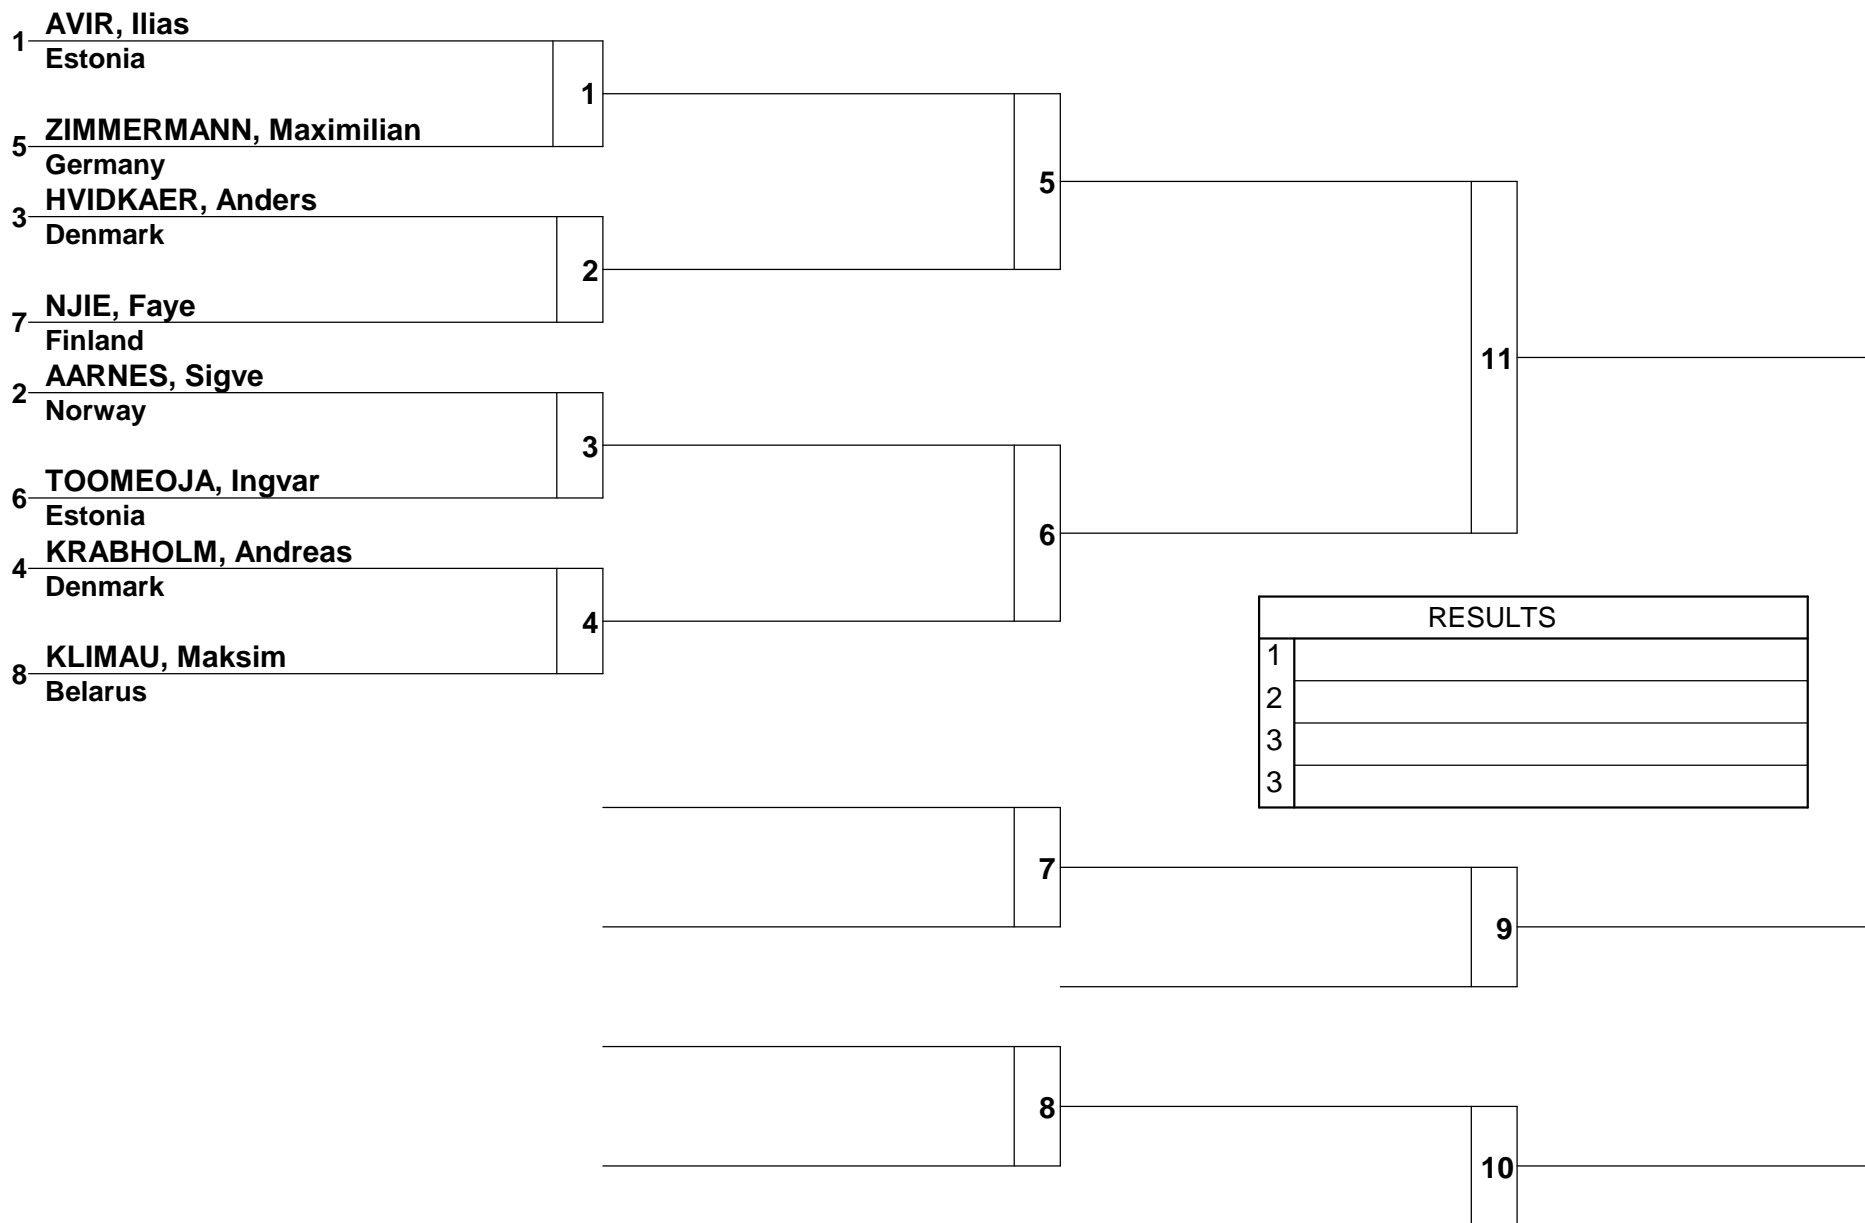 1 AVIR, Ilias
Estonia
1
5 ZIMMERMANN, Maximilian
Germany
5
3 HVIDKAER, Anders
Denmark
2
7 NJIE, Faye
Finland
11
2 AARNES, Sigve
Norway
3
6 TOOMEOJA, Ingvar
Estonia
6
4 KRABHOLM, Andreas
Denmark
4
8 KLIMAU, Maksim
Belarus
RESULTS
1
2
3
3
7
9
8
10